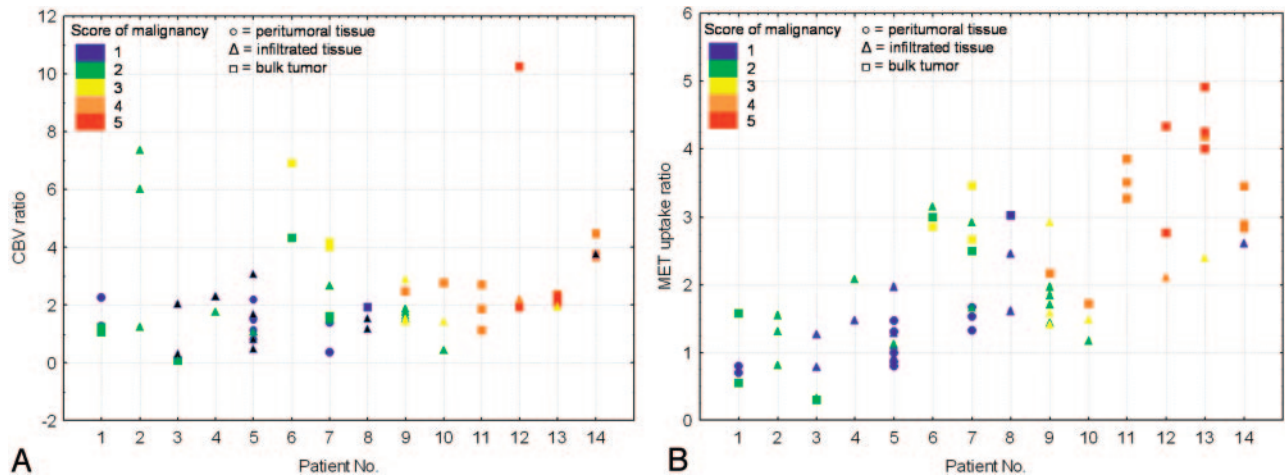 Score of malignancy
1
2
3
4
5
○ = peritumoral tissue
△ = infiltrated tissue
□ = bulk tumor
12
10
8
6
4
2
0
-2
CBV ratio
1 2 3 4 5 6 7 8 9 10 11 12 13 14
Patient No.
A
Score of malignancy
1
2
3
4
5
○ = peritumoral tissue
△ = infiltrated tissue
□ = bulk tumor
6
5
4
3
2
1
0
MET uptake ratio
1 2 3 4 5 6 7 8 9 10 11 12 13 14
Patient No.
B